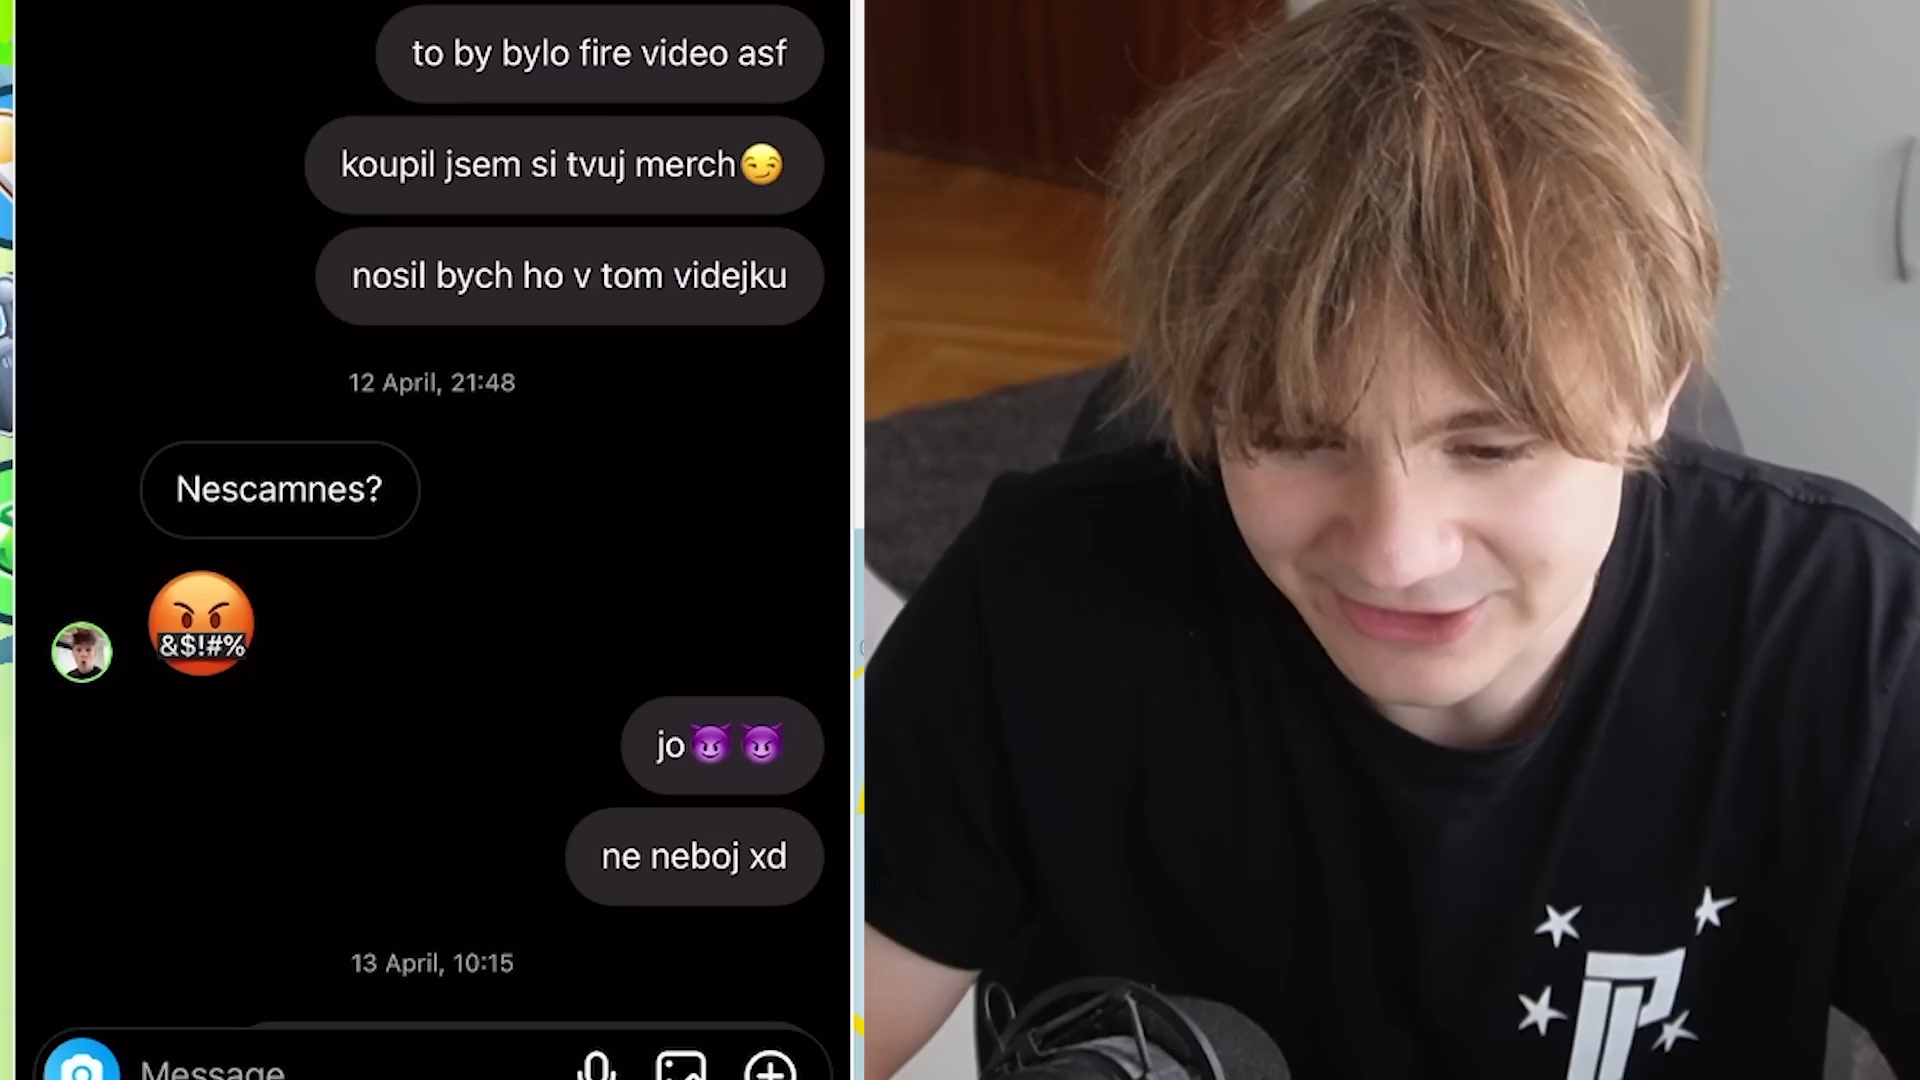 to by bylo fire video asf
koupil jsem si tvuj merch😏
nosil bych ho v tom videjku
12 April, 21:48
Nescamnes?
&$!#%
jo😈😈
ne neboj xd
13 April, 10:15
Message